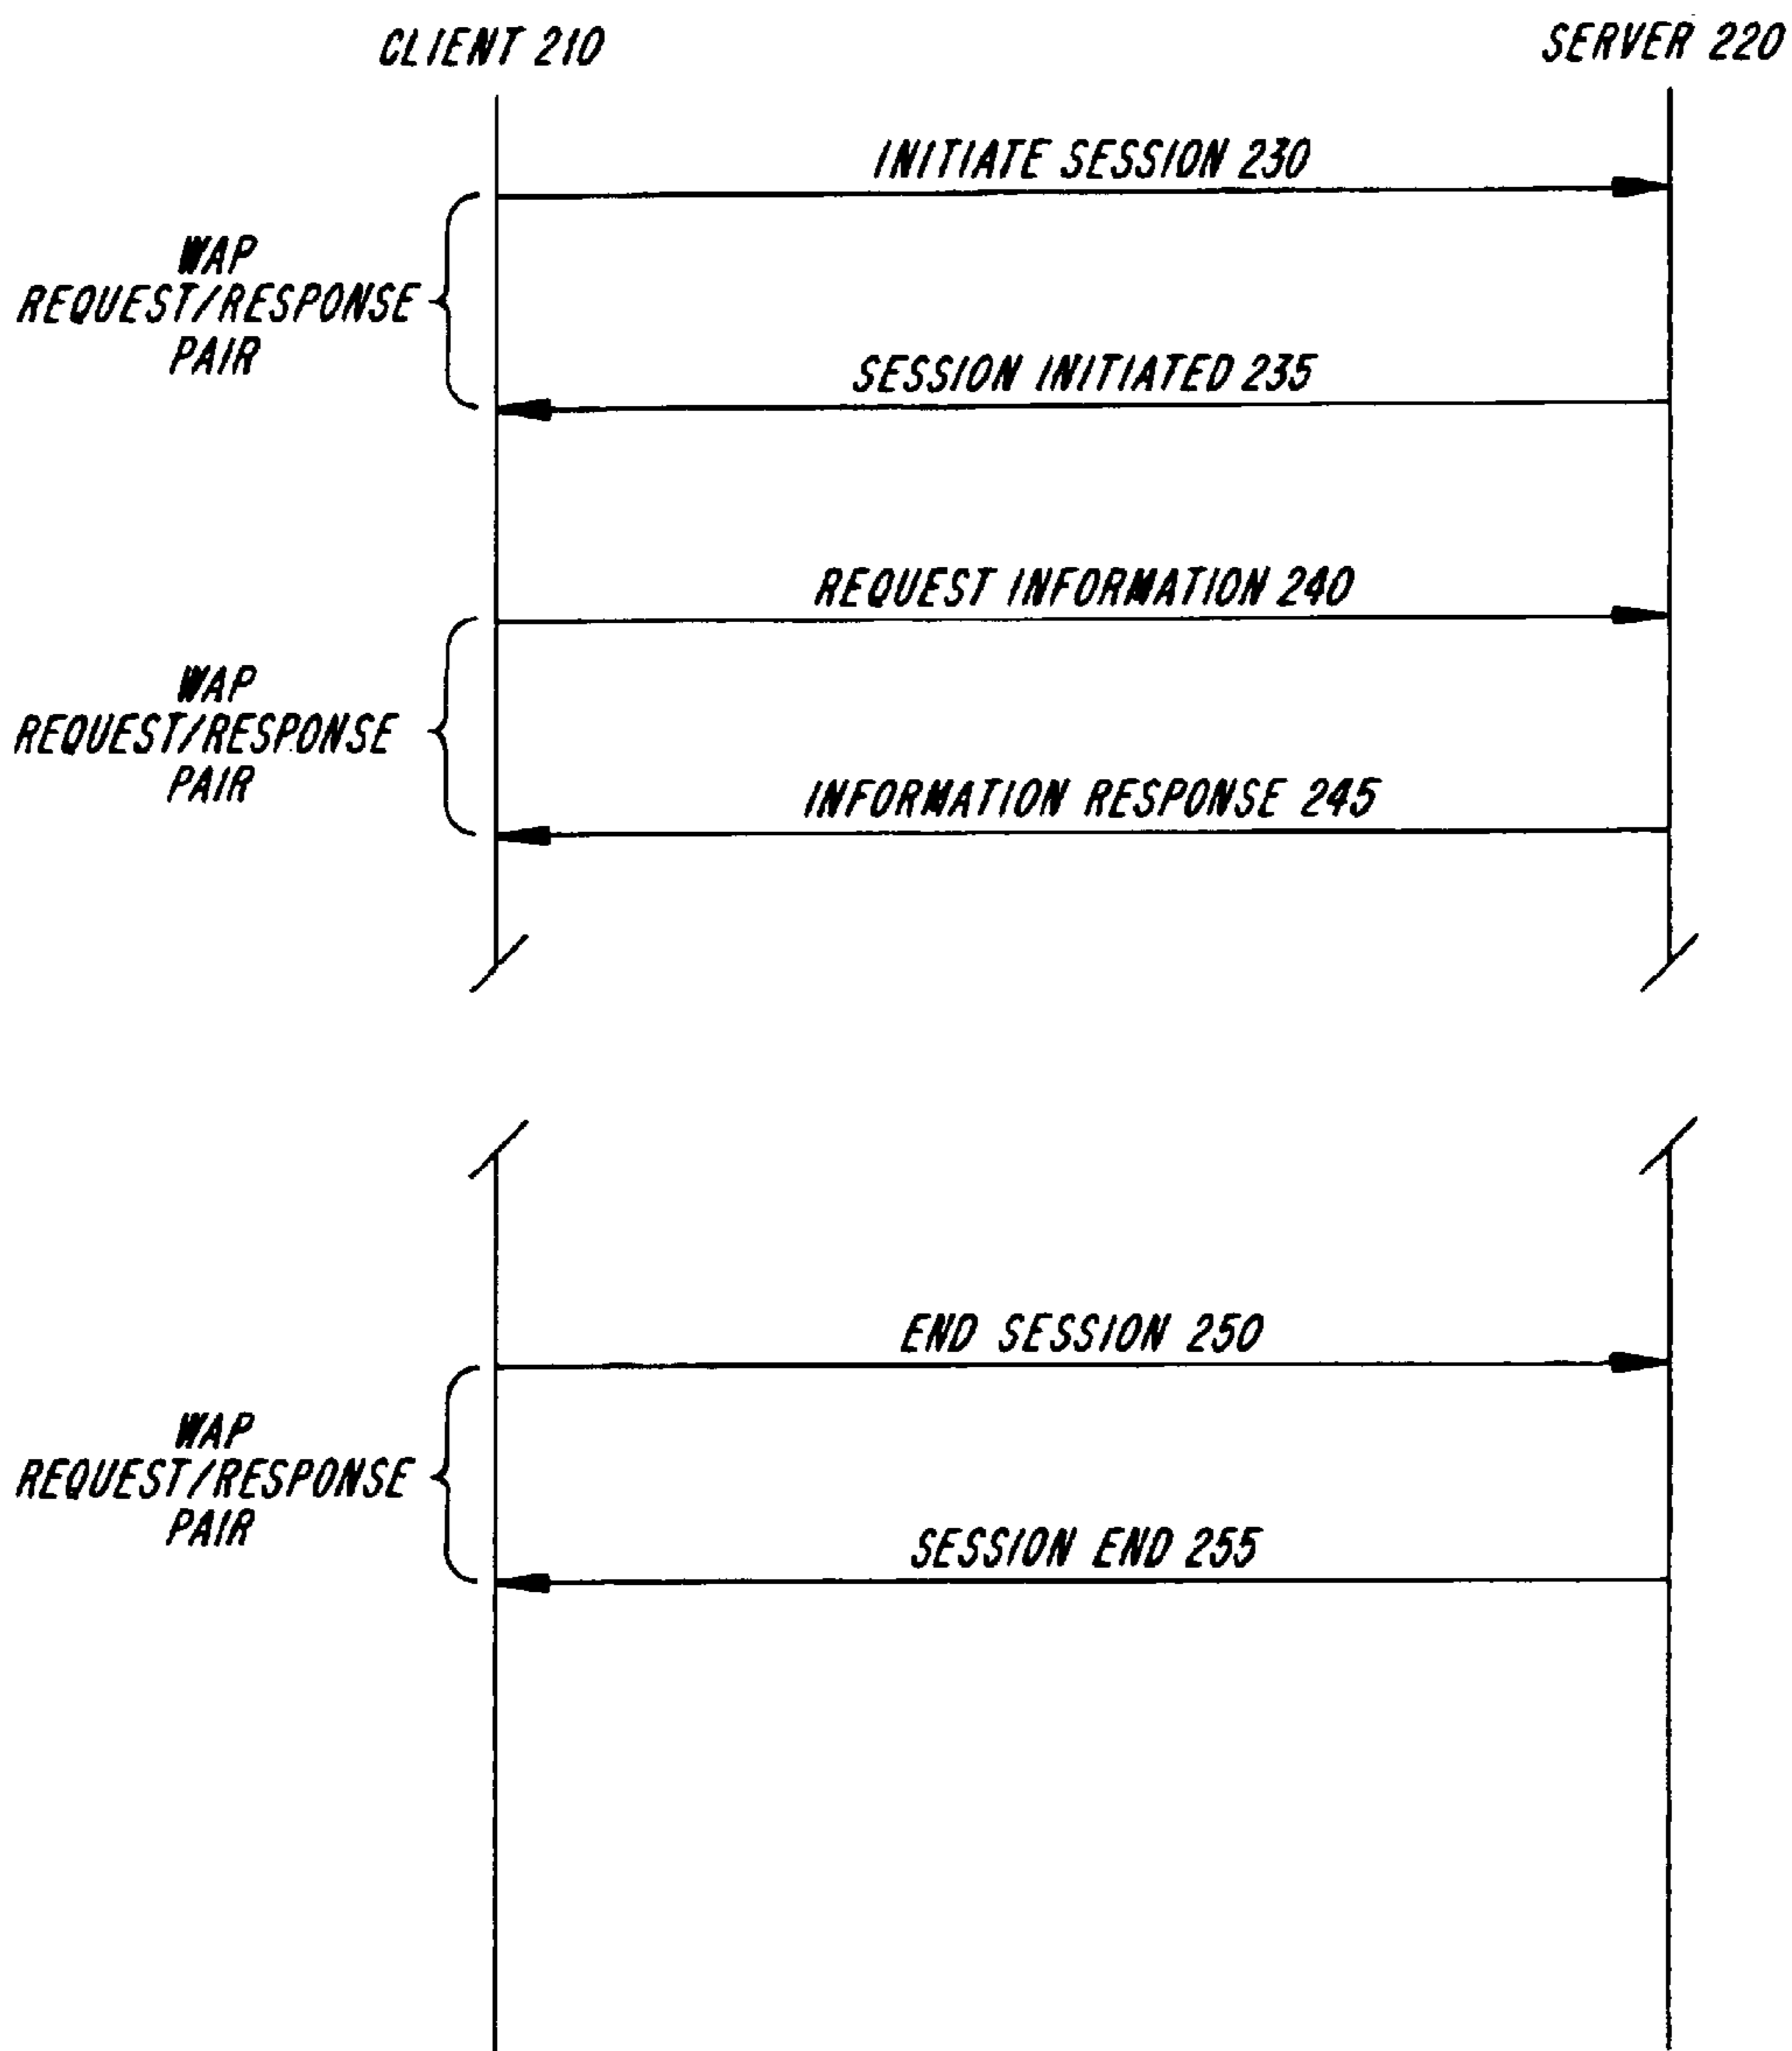 CLIENT 210
SERVER 220
INITIATE SESSION 230
WAP
REQUEST/RESPONSE
PAIR
SESSION INITIATED 235
REQUEST INFORMATION 240
WAP
REQUEST/RESPONSE
PAIR
INFORMATION RESPONSE 245
END SESSION 250
WAP
REQUEST/RESPONSE
PAIR
SESSION END 255